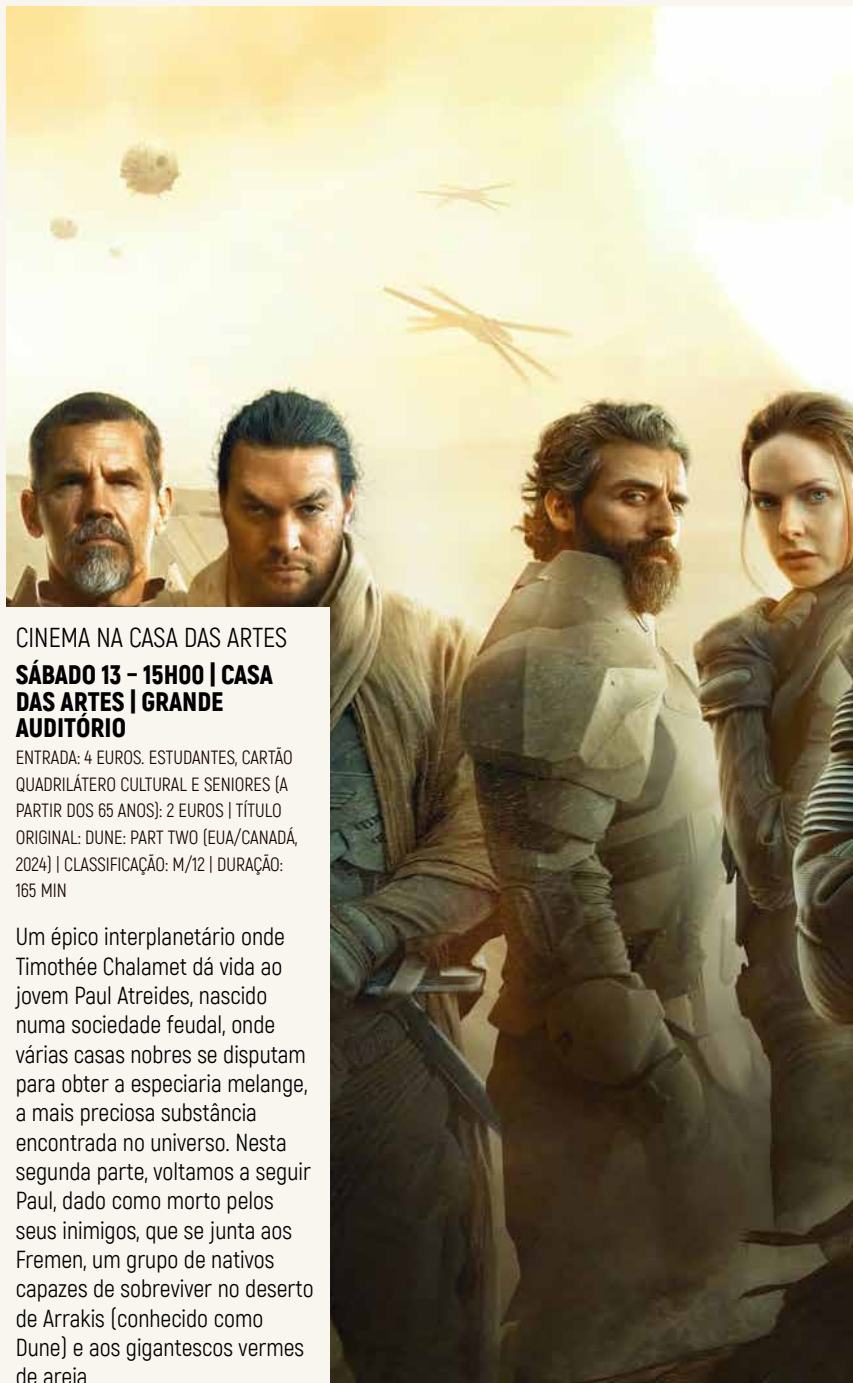 CINEMA NA CASA DAS ARTES
SÁBADO 13 – 15H00 | CASA
DAS ARTES | GRANDE
AUDITÓRIO
ENTRADA: 4 EUROS. ESTUDANTES, CARTÃO
QUADRILÁTERO CULTURAL E SENIORES (A
PARTIR DOS 65 ANOS): 2 EUROS | TÍTULO
ORIGINAL: DUNE: PART TWO (EUA/CANADÁ,
2024) | CLASSIFICAÇÃO: M/12 | DURAÇÃO:
165 MIN
Um épico interplanetário onde
Timothée Chalamet dá vida ao
jovem Paul Atreides, nascido
numa sociedade feudal, onde
várias casas nobres se disputam
para obter a especiaria melange,
a mais preciosa substância
encontrada no universo. Nesta
segunda parte, voltamos a seguir
Paul, dado como morto pelos
seus inimigos, que se junta aos
Fremen, um grupo de nativos
capazes de sobreviver no deserto
de Arrakis (conhecido como
Dune) e aos gigantescos vermes
de areia